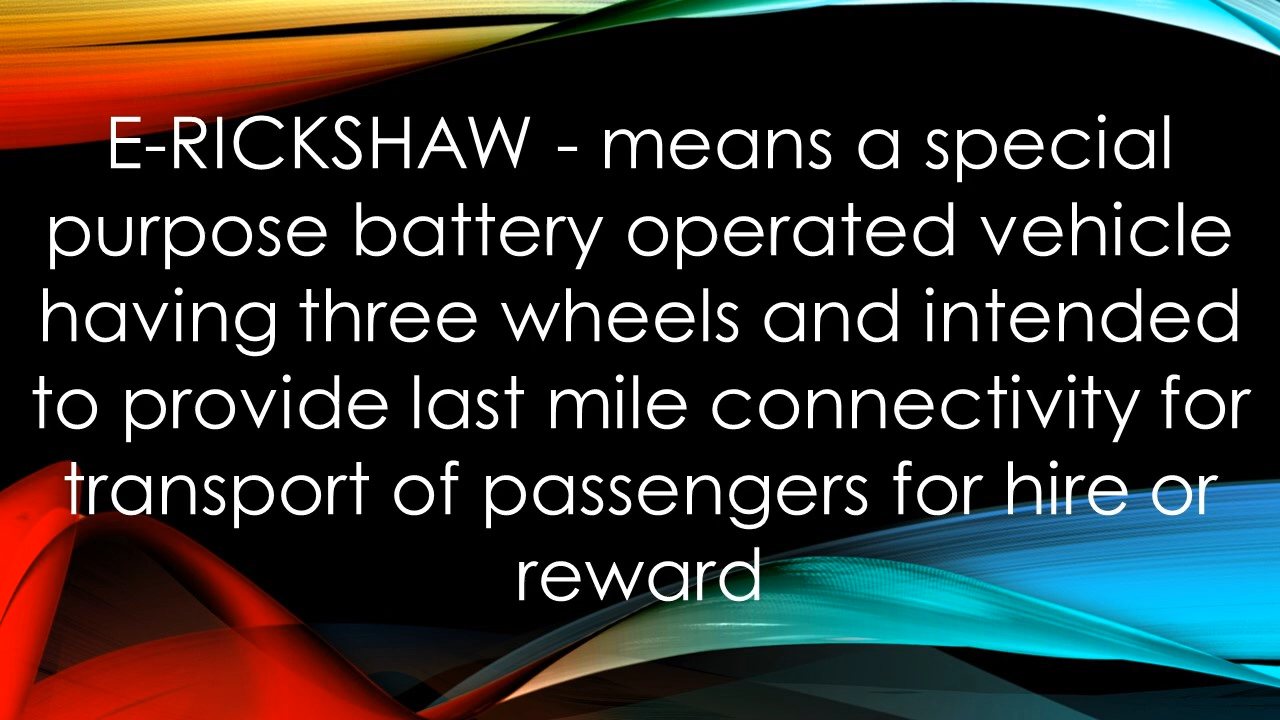 E-RICKSHAW - means a special
purpose battery operated vehicle
having three wheels and intended
to provide last mile connectivity for
transport of passengers for hire or
reward